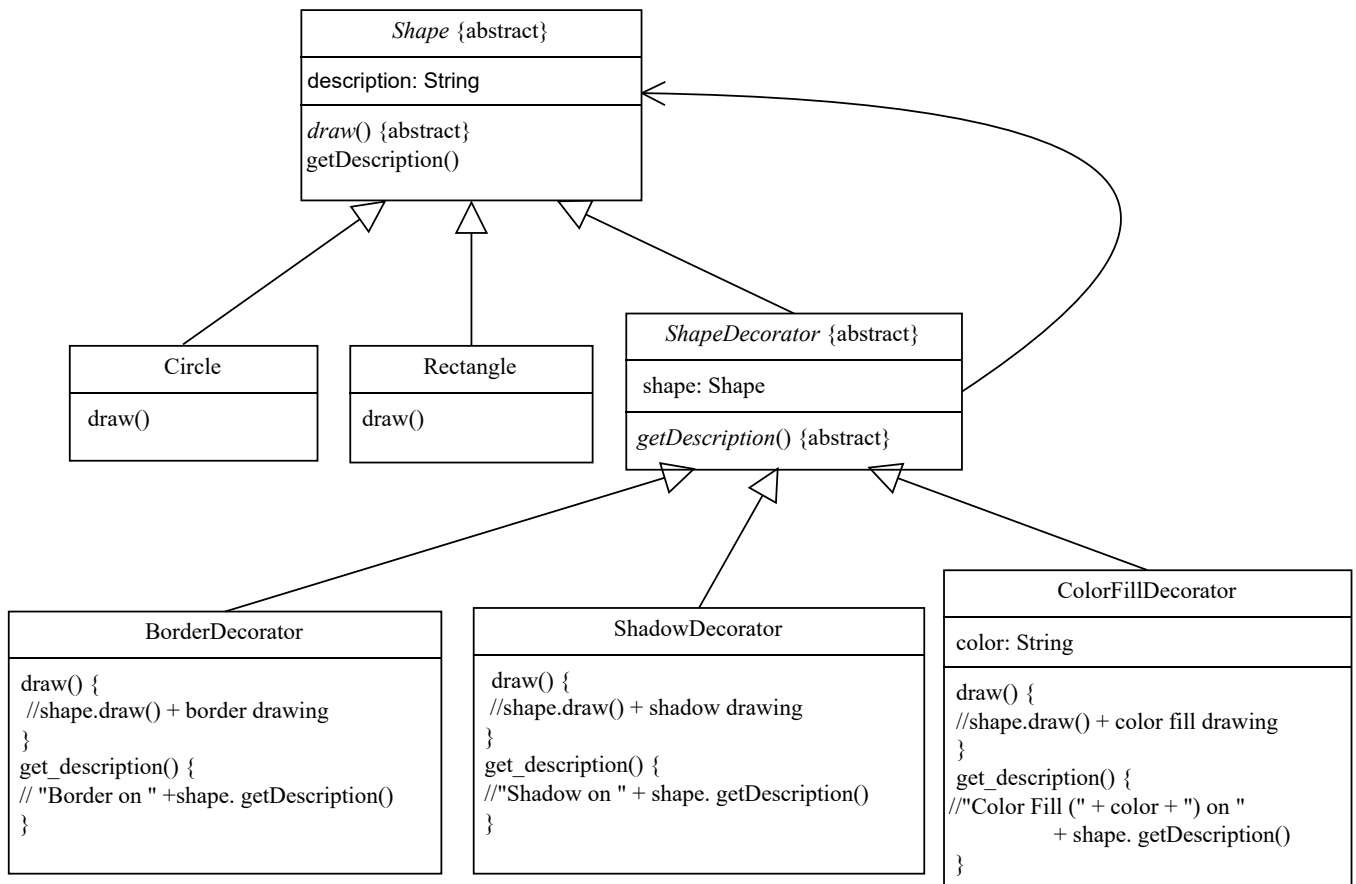 Shape {abstract}
description: String
draw() {abstract}
getDescription()
Circle
draw()
Rectangle
draw()
ShapeDecorator {abstract}
shape: Shape
getDescription() {abstract}
BorderDecorator
draw() {
//shape.draw() + border drawing
}
get_description() {
// "Border on " +shape. getDescription()
}
ShadowDecorator
draw() {
//shape.draw() + shadow drawing
}
get_description() {
//"Shadow on " + shape. getDescription()
}
ColorFillDecorator
color: String
draw() {
//shape.draw() + color fill drawing
}
get_description() {
//"Color Fill (" + color + ") on "
+ shape. getDescription()
}